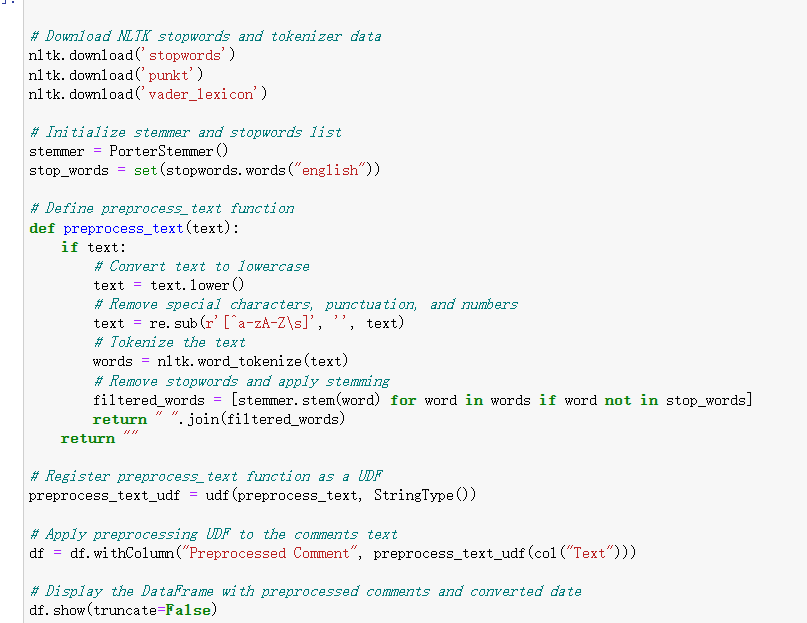 # Download NLTK stopwords and tokenizer data
nltk.download('stopwords')
nltk.download('punkt')
nltk.download('vader_lexicon')

# Initialize stemmer and stopwords list
stemmer = PorterStemmer()
stop_words = set(stopwords.words("english"))

# Define preprocess_text function
def preprocess_text(text):
    if text:
        # Convert text to lowercase
        text = text.lower()
        # Remove special characters, punctuation, and numbers
        text = re.sub(r'[^a-zA-Z\s]', '', text)
        # Tokenize the text
        words = nltk.word_tokenize(text)
        # Remove stopwords and apply stemming
        filtered_words = [stemmer.stem(word) for word in words if word not in stop_words]
        return " ".join(filtered_words)
    return ""

# Register preprocess_text function as a UDF
preprocess_text_udf = udf(preprocess_text, StringType())

# Apply preprocessing UDF to the comments text
df = df.withColumn("Preprocessed Comment", preprocess_text_udf(col("Text")))

# Display the DataFrame with preprocessed comments and converted date
df.show(truncate=False)